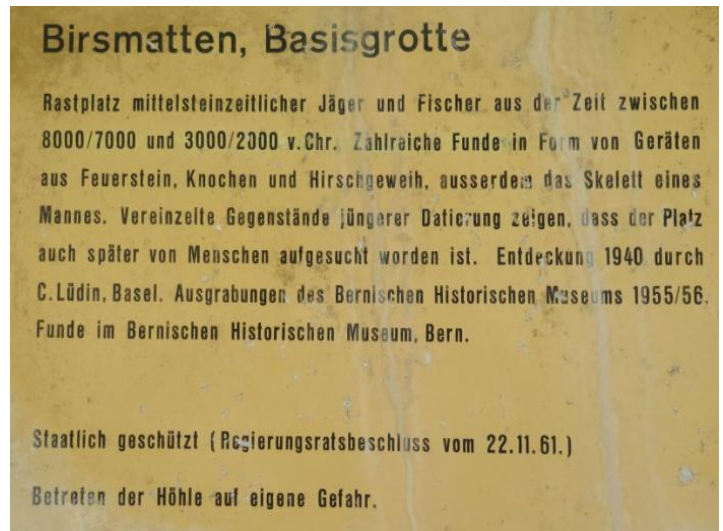 Birsmatten, Basisgrotte
Rastplatz mittelsteinzeitlicher Jäger und Fischer aus der Zeit zwischen
8000/7000 und 3000/2000 v.Chr. Zahlreiche Funde in Form von Geräten
aus Feuerstein, Knochen und Hirschgeweih, ausserdem das Skelett eines
Mannes. Vereinzelte Gegenstände jüngerer Datierung zeigen, dass der Platz
auch später von Menschen aufgesucht worden ist. Entdeckung 1940 durch
C. Lüdin, Basel. Ausgrabungen des Bernischen Historischen Museums 1955/56.
Funde im Bernischen Historischen Museum, Bern.
Staatlich geschützt (Regierungsratsbeschluss vom 22.11.61.)
Betreten der Höhle auf eigene Gefahr.